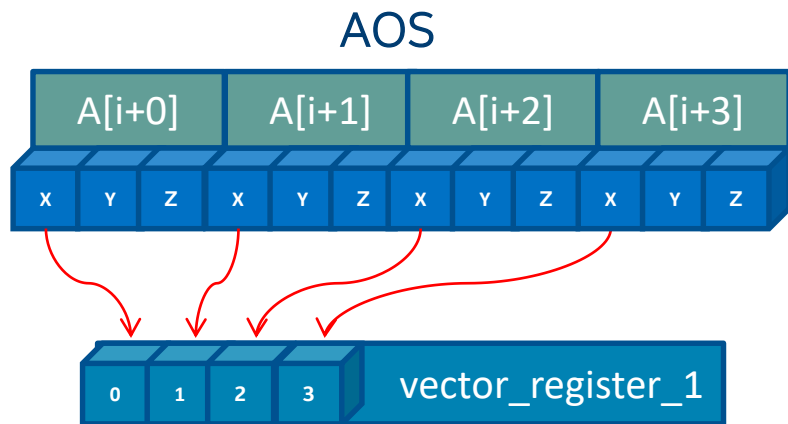 AOS
A[i+0] A[i+1] A[i+2] A[i+3]
X Y Z X Y Z X Y Z X Y Z
0 1 2 3 vector_register_1